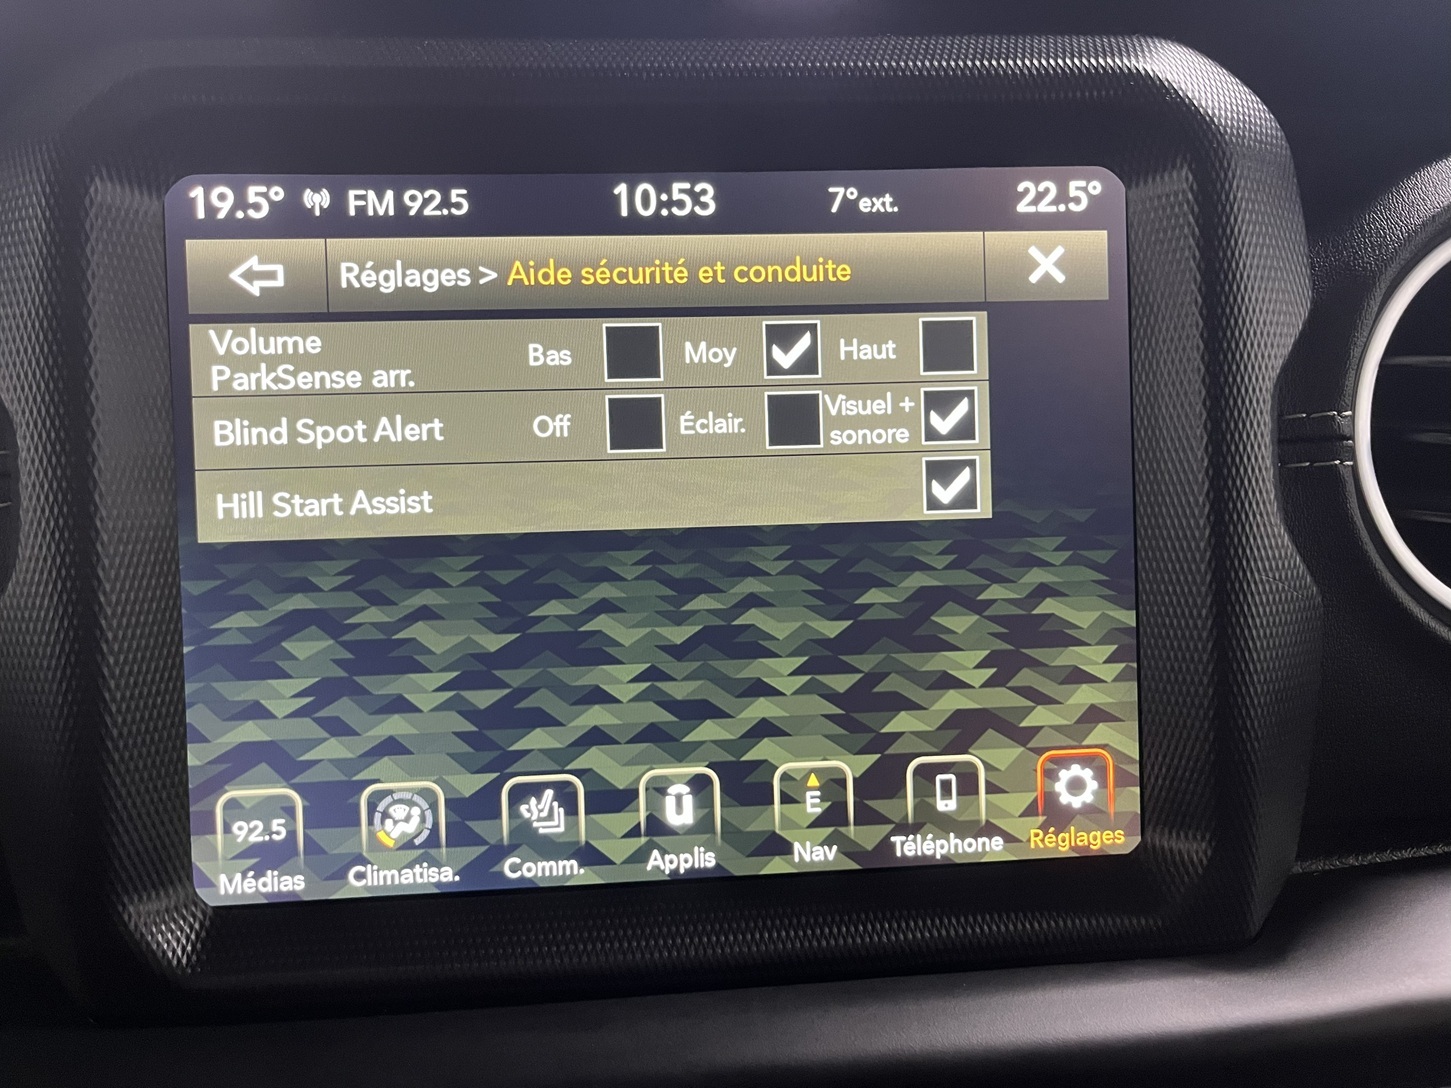 19.5° FM 92.5 10:53 7°ext. 22.5°
Réglages > Aide sécurité et conduite
Volume
ParkSense arr. Bas Moy Haut
Blind Spot Alert Off Éclair. Visuel +
sonore
Hill Start Assist
92.5 E
Médias Climatisa. Comm. Applis Nav Téléphone Réglages